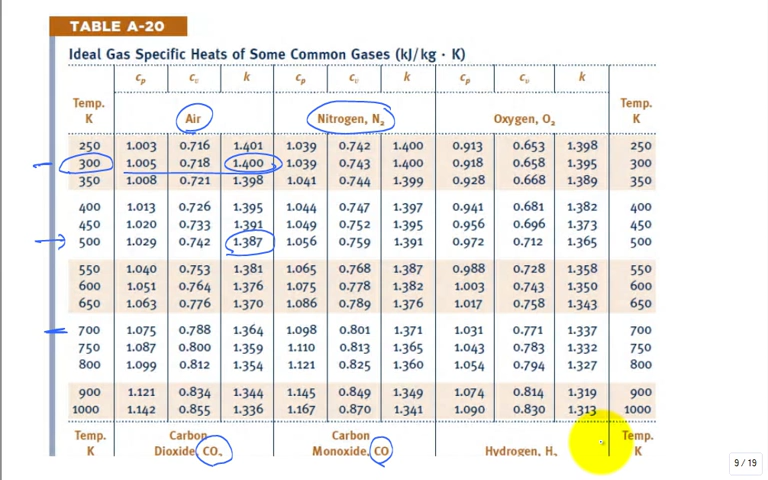 TABLE A-20
Ideal Gas Specific Heats of Some Common Gases (kJ/kg · K)
cp cv k cp cv k cp cv k
Temp. Temp.
K Air Nitrogen, N2 Oxygen, O2 K
250 1.003 0.716 1.401 1.039 0.742 1.400 0.913 0.653 1.398 250
300 1.005 0.718 1.400 1.039 0.743 1.400 0.918 0.658 1.395 300
350 1.008 0.721 1.398 1.041 0.744 1.399 0.928 0.668 1.389 350
400 1.013 0.726 1.395 1.044 0.747 1.397 0.941 0.681 1.382 400
450 1.020 0.733 1.391 1.049 0.752 1.395 0.956 0.696 1.373 450
500 1.029 0.742 1.387 1.056 0.759 1.391 0.972 0.712 1.365 500
550 1.040 0.753 1.381 1.065 0.768 1.387 0.988 0.728 1.358 550
600 1.051 0.764 1.376 1.075 0.778 1.382 1.003 0.743 1.350 600
650 1.063 0.776 1.370 1.086 0.789 1.376 1.017 0.758 1.343 650
700 1.075 0.788 1.364 1.098 0.801 1.371 1.031 0.771 1.337 700
750 1.087 0.800 1.359 1.110 0.813 1.365 1.043 0.783 1.332 750
800 1.099 0.812 1.354 1.121 0.825 1.360 1.054 0.794 1.327 800
900 1.121 0.834 1.344 1.145 0.849 1.349 1.074 0.814 1.319 900
1000 1.142 0.855 1.336 1.167 0.870 1.341 1.090 0.830 1.313 1000
Temp. Carbon Carbon Temp.
K Dioxide, CO2 Monoxide, CO Hydrogen, H2 K
9 / 19